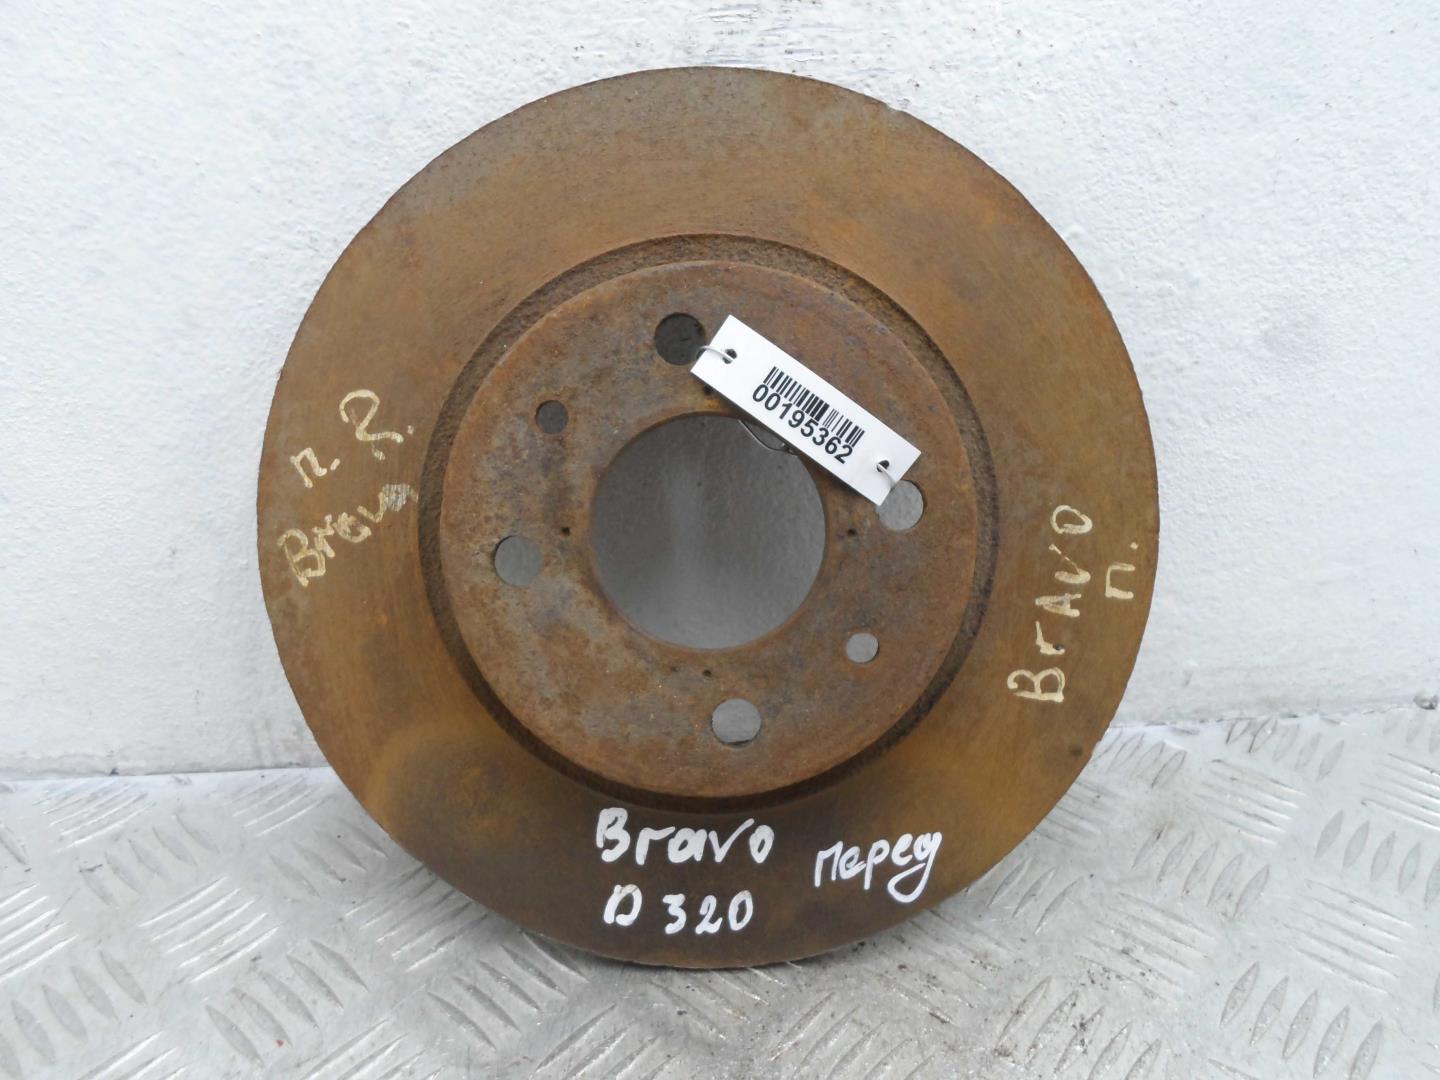 00195362
п. R.
Bravo
BrAvo
п.
Bravo перед
D 320